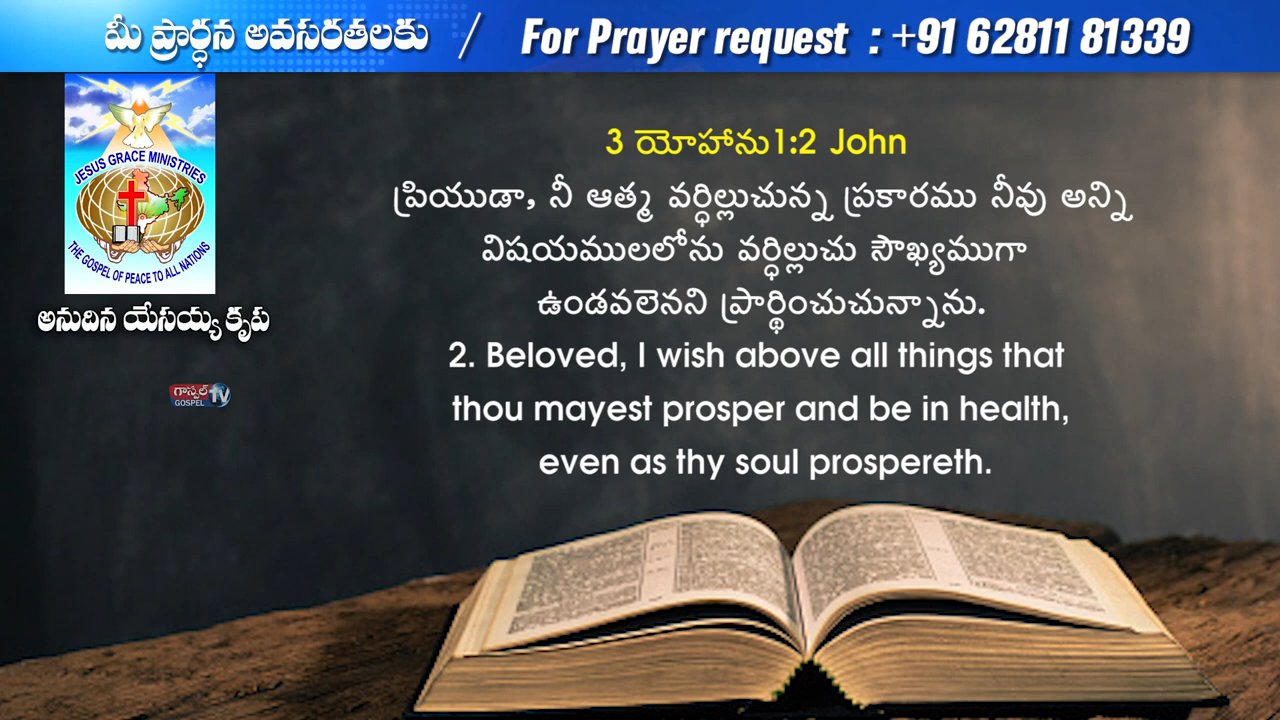 మీ ప్రార్ధన అవసరతలకు / For Prayer request : +91 62811 81339
JESUS GRACE MINISTRIES
THE GOSPEL OF PEACE TO ALL NATIONS
అనుదిన యేసయ్య కృప
గాస్పెల్ TV
GOSPEL
3 యోహాను1:2 John
ప్రియుడా, నీ ఆత్మ వర్ధిల్లుచున్న ప్రకారము నీవు అన్ని
విషయములలోను వర్ధిల్లుచు సౌఖ్యముగా
ఉండవలెనని ప్రార్థించుచున్నాను.
2. Beloved, I wish above all things that
thou mayest prosper and be in health,
even as thy soul prospereth.